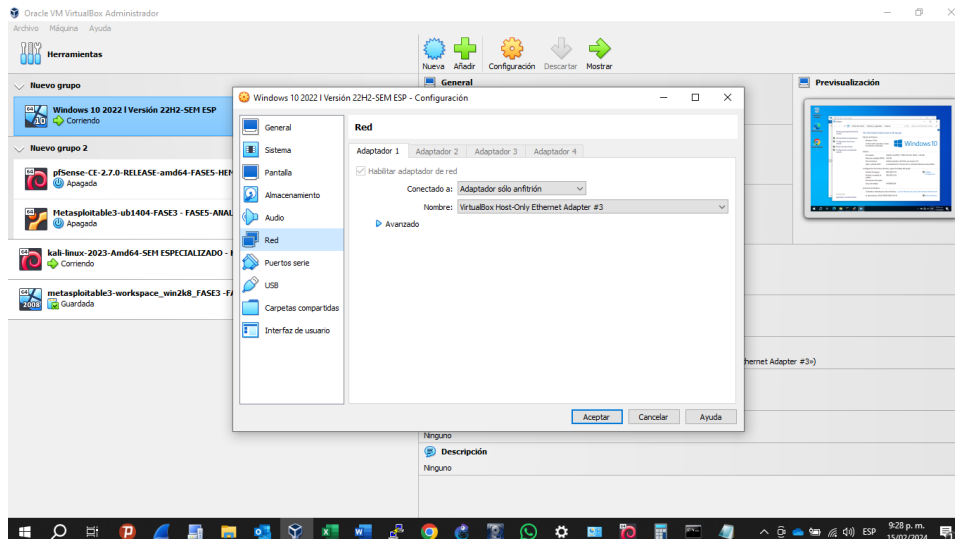 Oracle VM VirtualBox Administrador
Archivo Máquina Ayuda
Herramientas
Nueva Añadir Configuración Descartar Mostrar
Nuevo grupo
General
Previsualización
Windows 10 2022 l Versión 22H2-SEM ESP
Corriendo
Nuevo grupo 2
pfSense-CE-2.7.0-RELEASE-amd64-FASE5-HEM
Apagada
Metasploitable3-ub1404-FASE3 - FASE5-ANAL
Apagada
kali-linux-2023-Amd64-SEM ESPECIALIZADO -
Corriendo
metasploitable3-workspace_win2k8_FASE3 -F
Guardada
Windows 10 2022 l Versión 22H2-SEM ESP - Configuración
General
Sistema
Pantalla
Almacenamiento
Audio
Red
Puertos serie
USB
Carpetas compartidas
Interfaz de usuario
Red
Adaptador 1 Adaptador 2 Adaptador 3 Adaptador 4
Habilitar adaptador de red
Conectado a: Adaptador sólo anfitrión
Nombre: VirtualBox Host-Only Ethernet Adapter #3
Avanzado
Aceptar Cancelar Ayuda
Windows10
hernet Adapter #3»)
Ninguno
Descripción
Ninguno
ESP
9:28 p. m.
15/02/2024